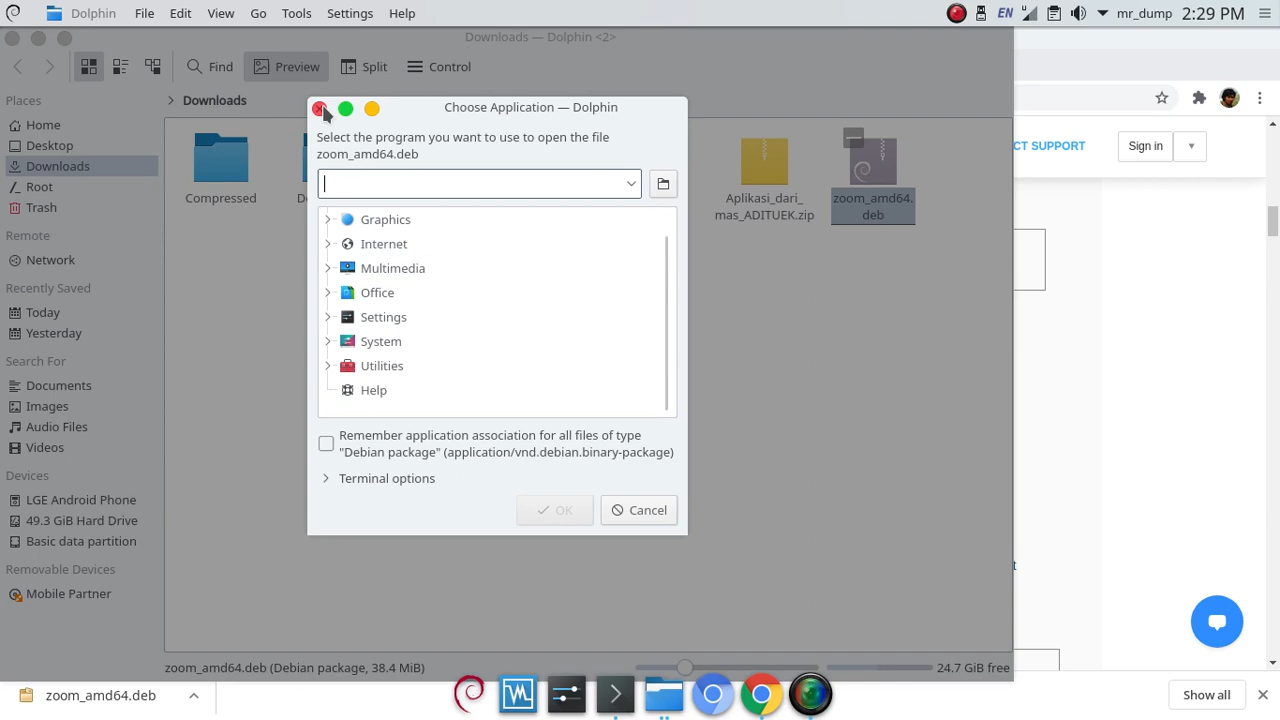 Dolphin File Edit View Go Tools Settings Help EN mr_dump 2:29 PM
Downloads — Dolphin <2>
Find Preview Split Control
Places
Home
Desktop
Downloads
Root
Trash
Remote
Network
Recently Saved
Today
Yesterday
Search For
Documents
Images
Audio Files
Videos
Devices
LGE Android Phone
49.3 GiB Hard Drive
Basic data partition
Removable Devices
Mobile Partner
Downloads
Compressed
Aplikasi_dari_
mas_ADITUEK.zip
zoom_amd64.
deb
Choose Application — Dolphin
Select the program you want to use to open the file
zoom_amd64.deb
Graphics
Internet
Multimedia
Office
Settings
System
Utilities
Help
Remember application association for all files of type
"Debian package" (application/vnd.debian.binary-package)
Terminal options
OK Cancel
zoom_amd64.deb (Debian package, 38.4 MiB)
24.7 GiB free
CT SUPPORT Sign in
zoom_amd64.deb
Show all